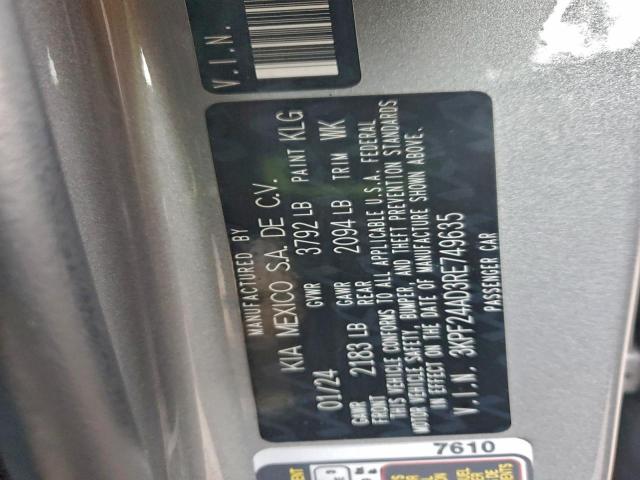 V.I.N.
MANUFACTURED BY
KIA MEXICO S.A. DE C.V.
01/24 GVWR 3792 LB PAINT KLG
GAWR FRONT 2183 LB GAWR REAR 2094 LB TRIM WK
THIS VEHICLE CONFORMS TO ALL APPLICABLE U.S.A. FEDERAL
MOTOR VEHICLE SAFETY, BUMPER, AND THEFT PREVENTION STANDARDS
IN EFFECT ON THE DATE OF MANUFACTURE SHOWN ABOVE.
V.I.N. 3KPF24AD3RE749635
PASSENGER CAR
7610